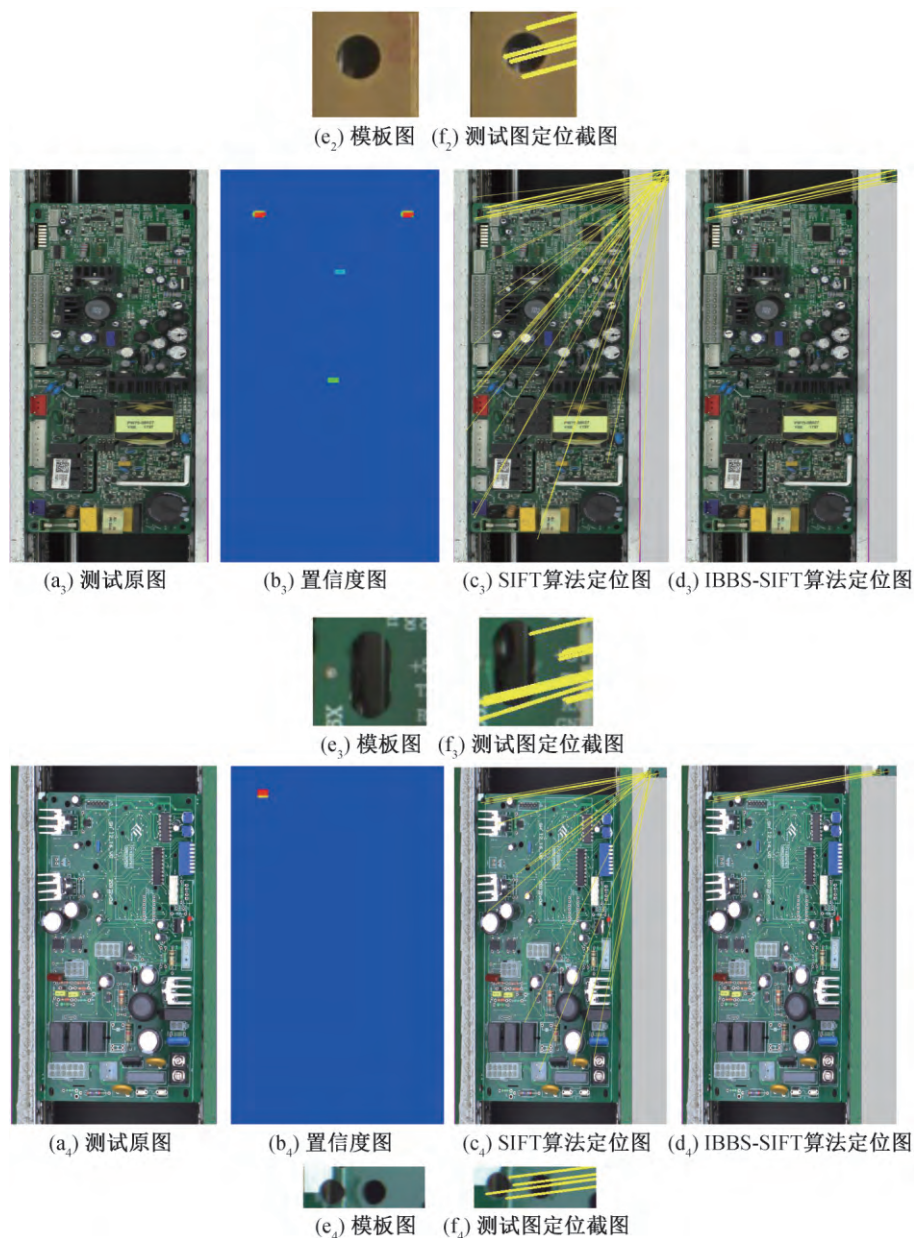 (e₂) 模板图 (f₂) 测试图定位截图
(a₃) 测试原图 (b₃) 置信度图 (c₃) SIFT算法定位图 (d₃) IBBS-SIFT算法定位图
(e₃) 模板图 (f₃) 测试图定位截图
(a₄) 测试原图 (b₄) 置信度图 (c₄) SIFT算法定位图 (d₄) IBBS-SIFT算法定位图
(e₄) 模板图 (f₄) 测试图定位截图